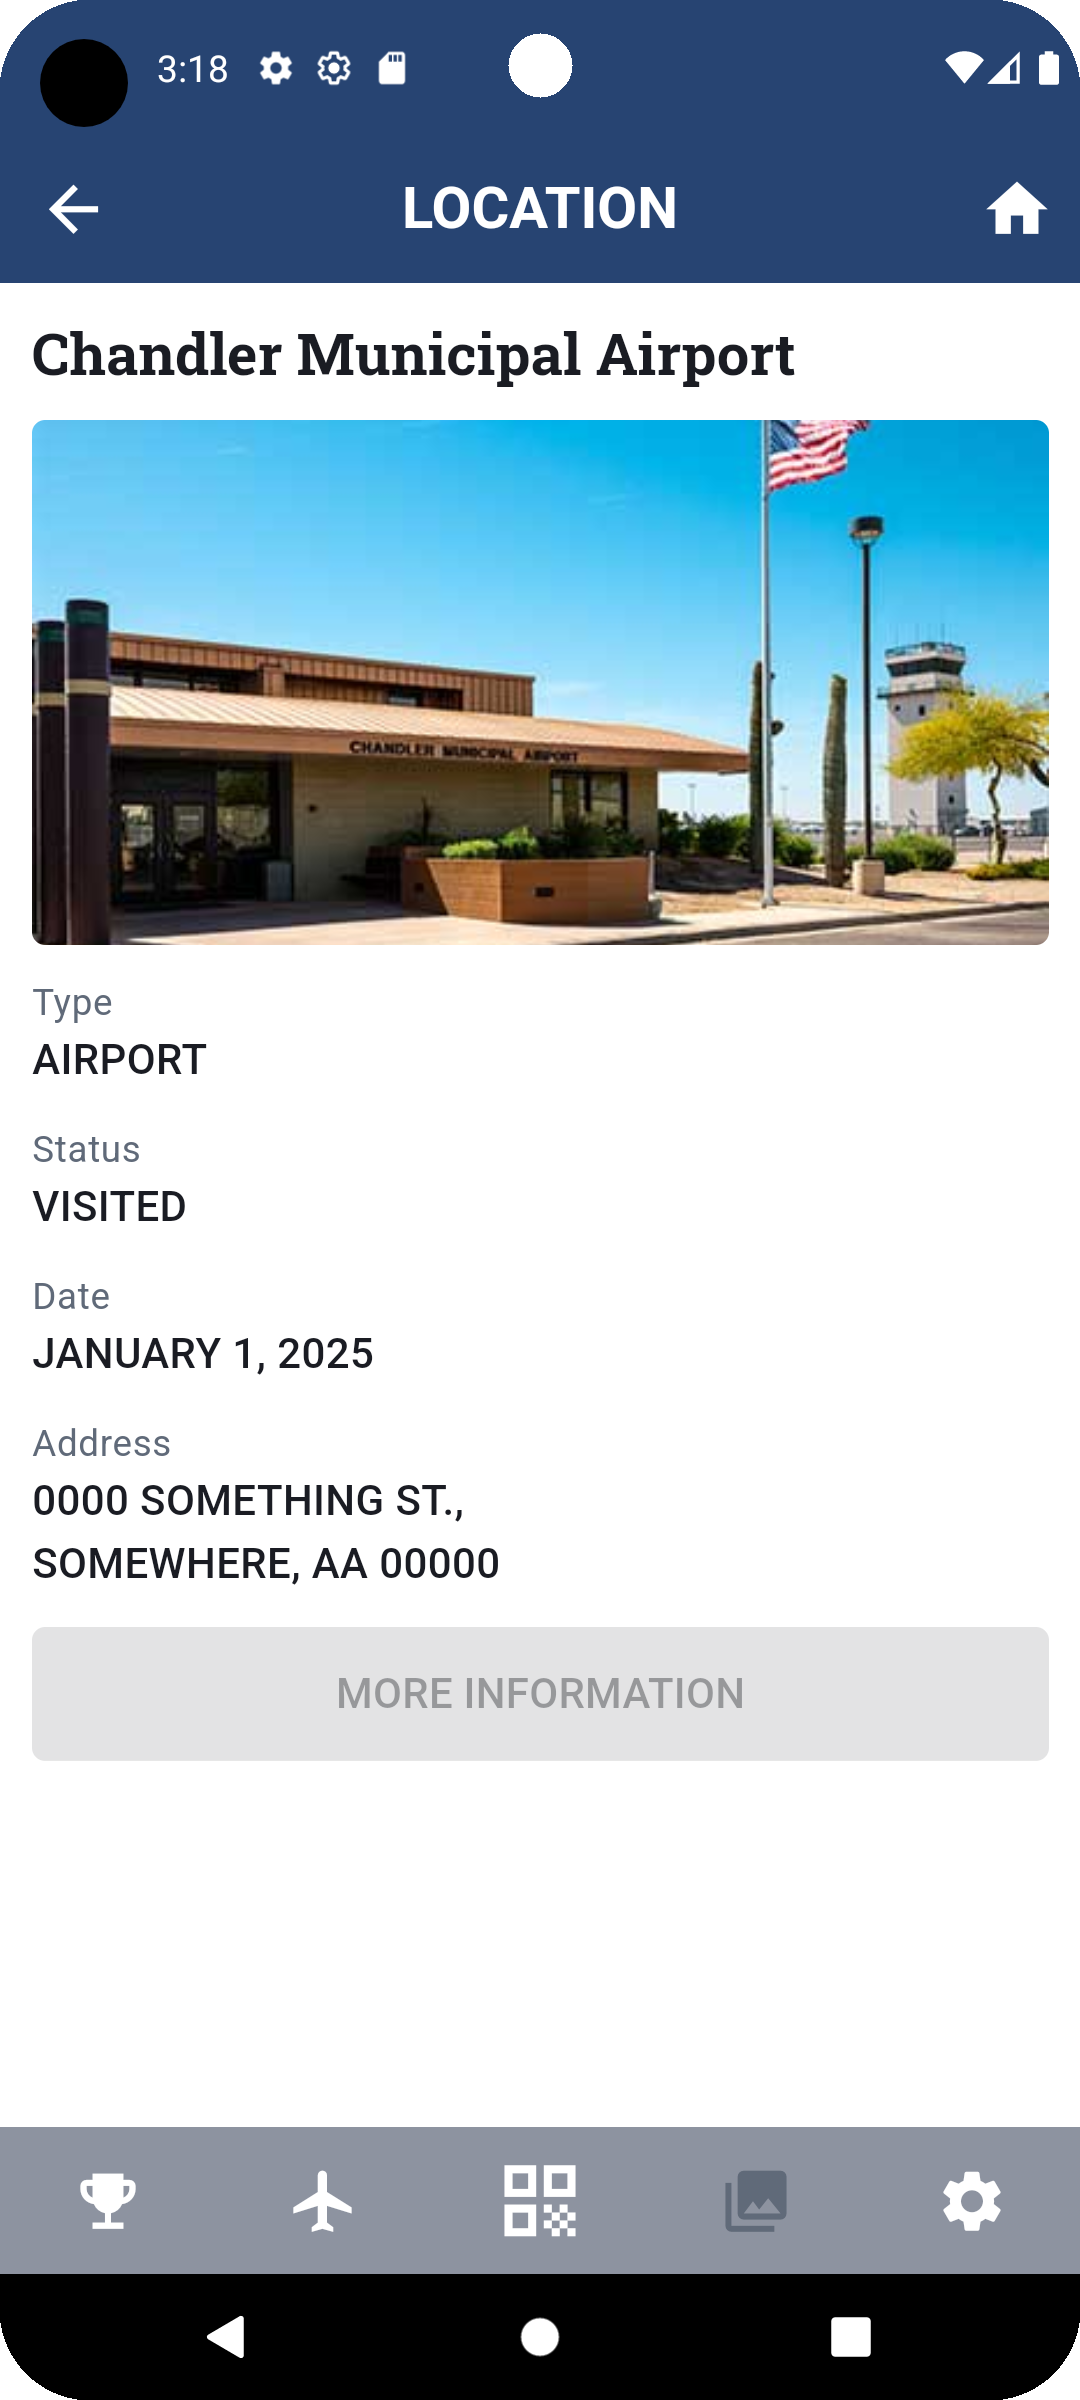 3:18
LOCATION
Chandler Municipal Airport
CHANDLER MUNICIPAL AIRPORT
Type
AIRPORT
Status
VISITED
Date
JANUARY 1, 2025
Address
0000 SOMETHING ST.,
SOMEWHERE, AA 00000
MORE INFORMATION